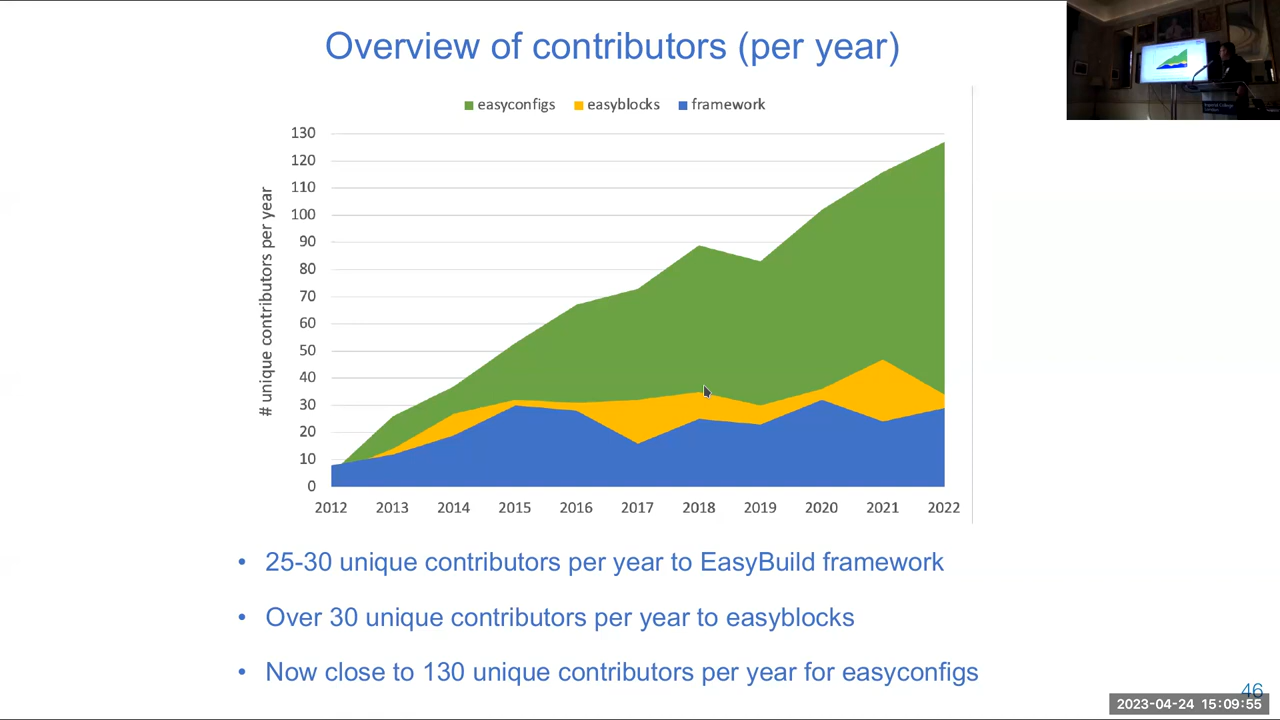 Overview of contributors (per year)
easyconfigs easyblocks framework
# unique contributors per year
130
120
110
100
90
80
70
60
50
40
30
20
10
0
2012 2013 2014 2015 2016 2017 2018 2019 2020 2021 2022
• 25-30 unique contributors per year to EasyBuild framework
• Over 30 unique contributors per year to easyblocks
• Now close to 130 unique contributors per year for easyconfigs
46
2023-04-24 15:09:55